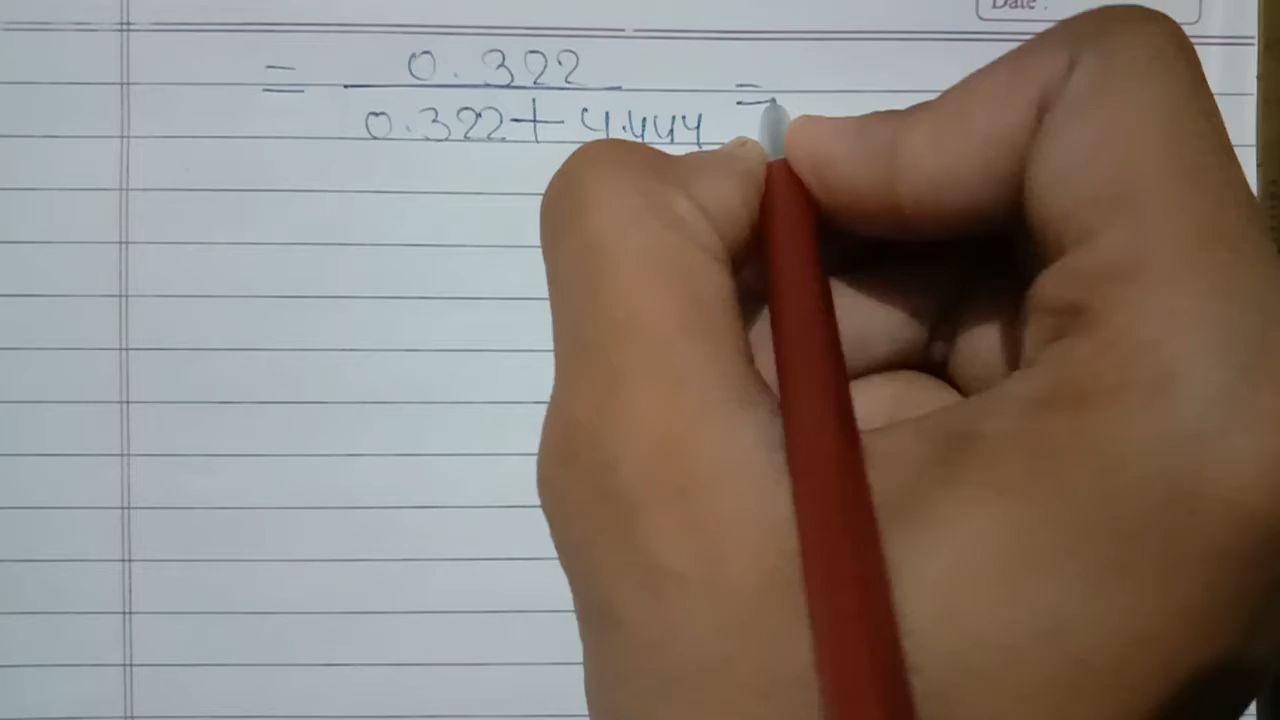 Date :
= 0.322
0.322 + 4.444 =